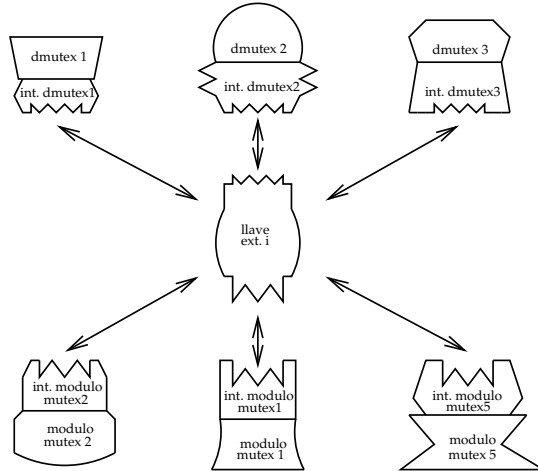 dmutex 1
int. dmutex1
dmutex 2
int. dmutex2
dmutex 3
int. dmutex3
llave
ext. i
int. modulo
mutex2
modulo
mutex 2
int. modulo
mutex1
modulo
mutex 1
int. modulo
mutex5
modulo
mutex 5